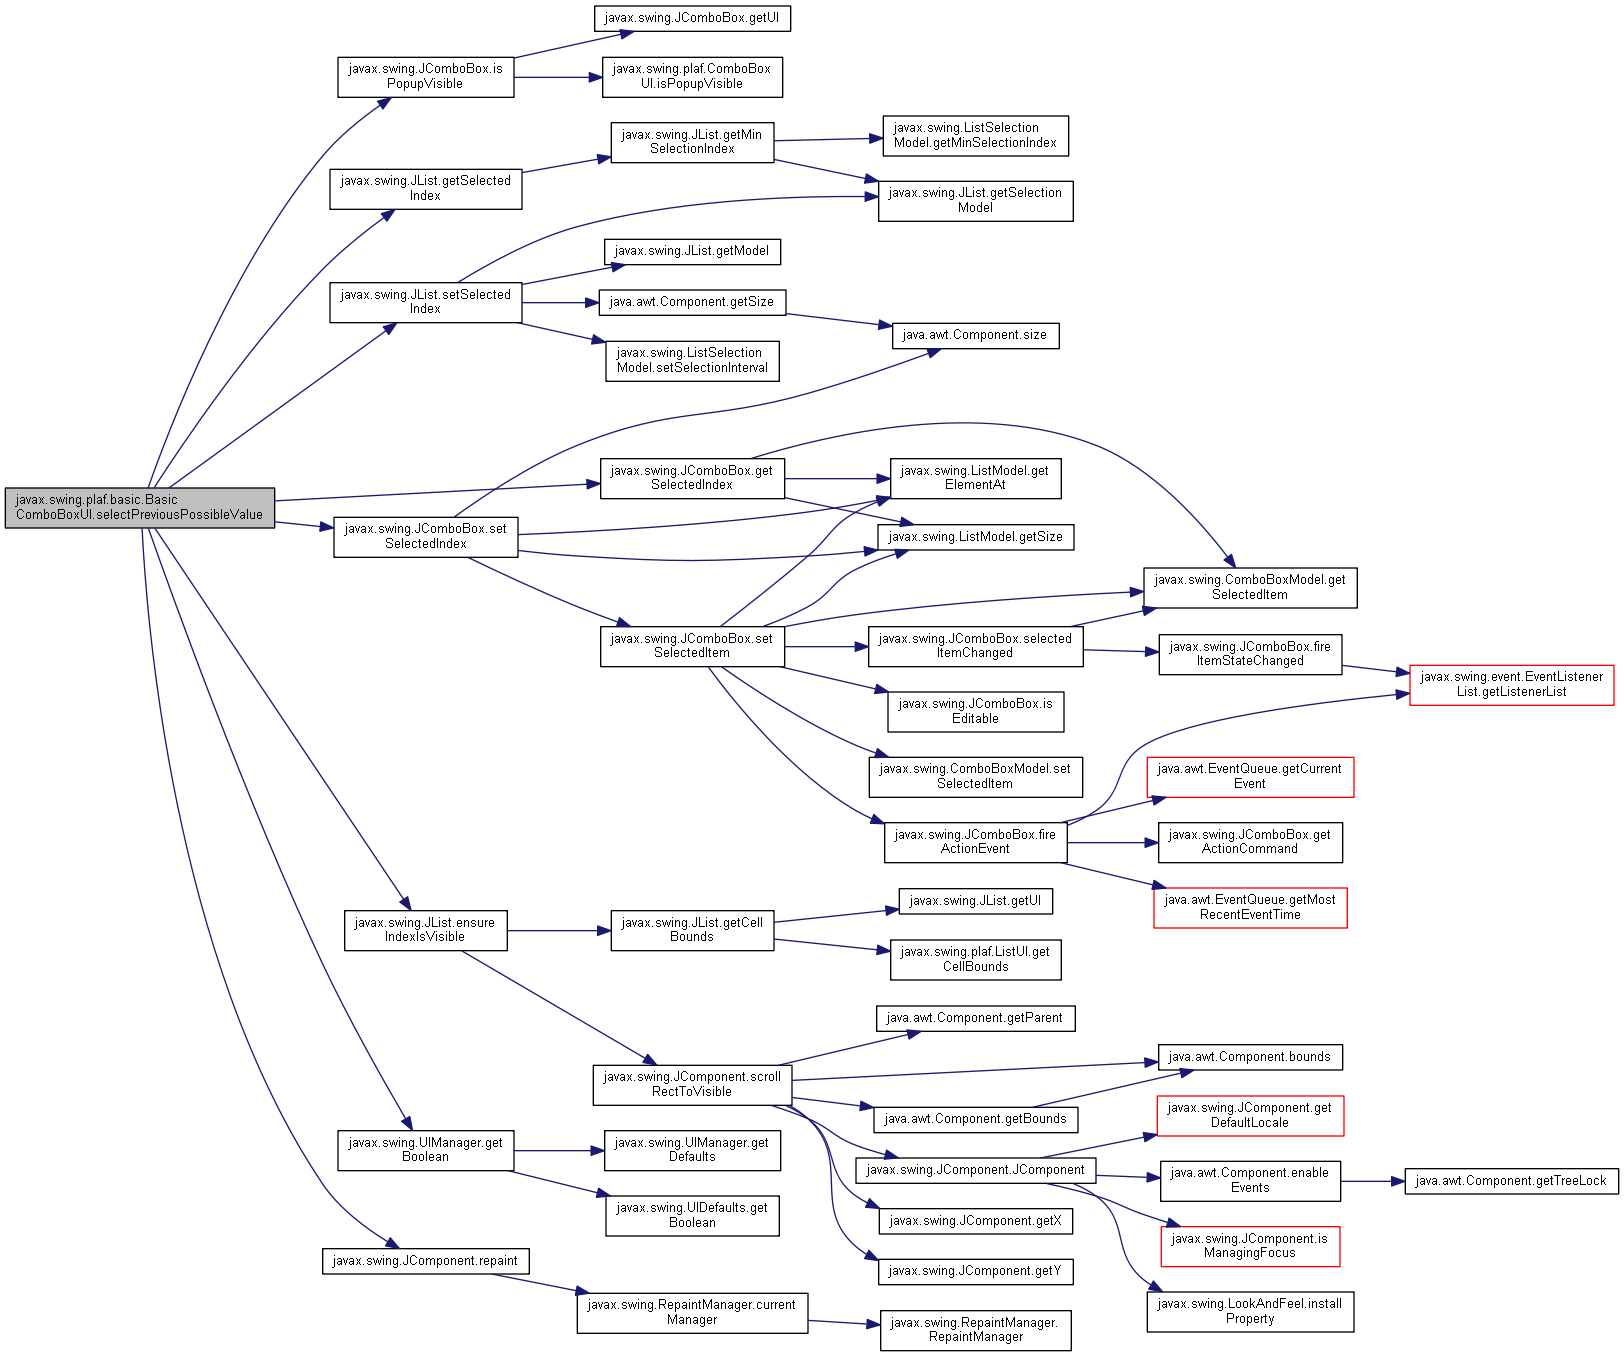 javax.swing.plaf.basic.Basic
ComboBoxUI.selectPreviousPossibleValue
javax.swing.JComboBox.is
PopupVisible
javax.swing.JList.getSelected
Index
javax.swing.JList.setSelected
Index
javax.swing.JComboBox.set
SelectedIndex
javax.swing.JList.ensure
IndexIsVisible
javax.swing.UIManager.get
Boolean
javax.swing.JComponent.repaint
javax.swing.JComboBox.getUI
javax.swing.plaf.ComboBox
UI.isPopupVisible
javax.swing.JList.getMin
SelectionIndex
javax.swing.JList.getModel
java.awt.Component.getSize
javax.swing.ListSelection
Model.setSelectionInterval
javax.swing.JComboBox.get
SelectedIndex
javax.swing.JComboBox.set
SelectedItem
javax.swing.JList.getCell
Bounds
javax.swing.JComponent.scroll
RectToVisible
javax.swing.UIManager.get
Defaults
javax.swing.UIDefaults.get
Boolean
javax.swing.RepaintManager.current
Manager
javax.swing.ListSelection
Model.getMinSelectionIndex
javax.swing.JList.getSelection
Model
java.awt.Component.size
javax.swing.ListModel.get
ElementAt
javax.swing.ListModel.getSize
javax.swing.JComboBox.selected
ItemChanged
javax.swing.JComboBox.is
Editable
javax.swing.ComboBoxModel.set
SelectedItem
javax.swing.JComboBox.fire
ActionEvent
javax.swing.JList.getUI
javax.swing.plaf.ListUI.get
CellBounds
java.awt.Component.getParent
java.awt.Component.getBounds
javax.swing.JComponent.JComponent
javax.swing.JComponent.getX
javax.swing.JComponent.getY
javax.swing.RepaintManager.
RepaintManager
javax.swing.ComboBoxModel.get
SelectedItem
javax.swing.JComboBox.fire
ItemStateChanged
java.awt.EventQueue.getCurrent
Event
javax.swing.JComboBox.get
ActionCommand
java.awt.EventQueue.getMost
RecentEventTime
java.awt.Component.bounds
javax.swing.JComponent.get
DefaultLocale
java.awt.Component.enable
Events
javax.swing.JComponent.is
ManagingFocus
javax.swing.LookAndFeel.install
Property
javax.swing.event.EventListener
List.getListenerList
java.awt.Component.getTreeLock